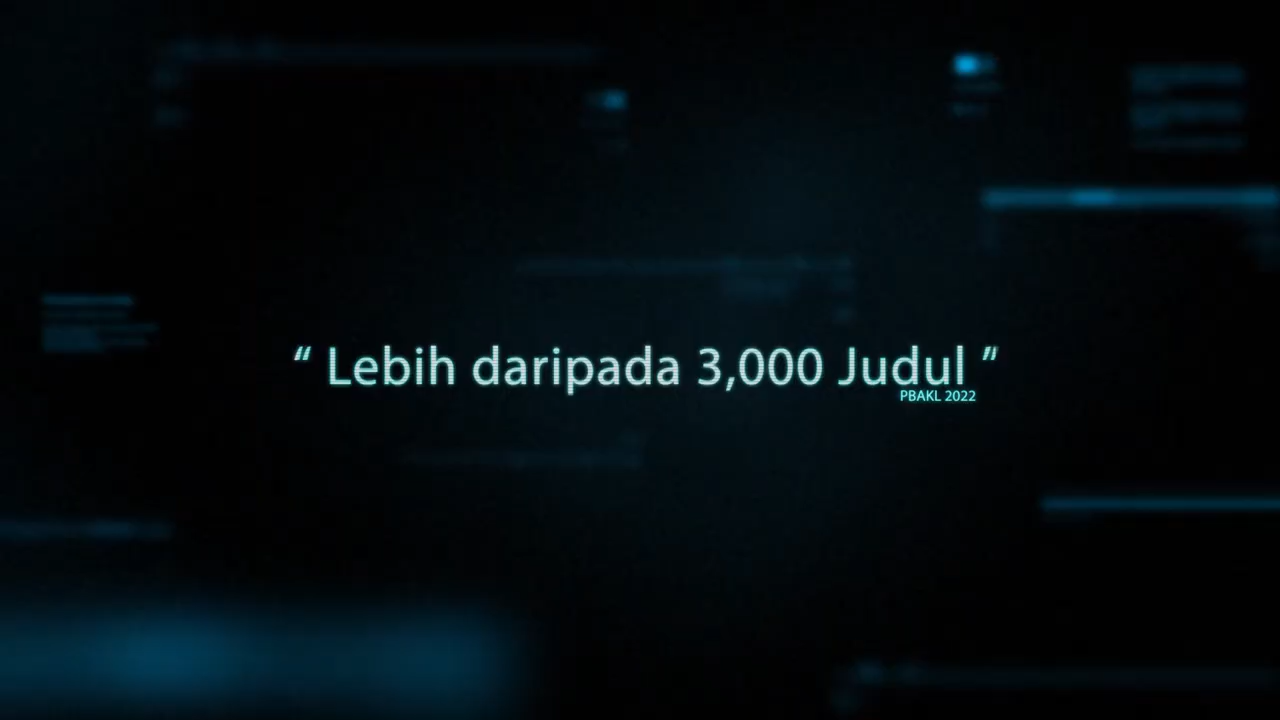 “ Lebih daripada 3,000 Judul ”
PBAKL 2022